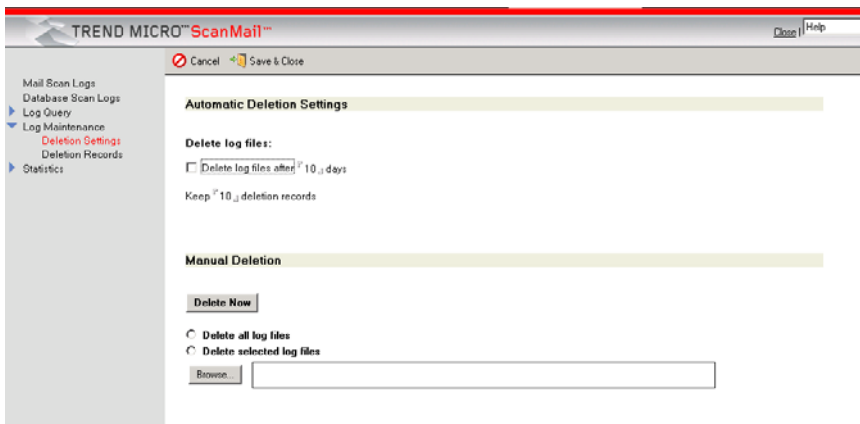 TREND MICRO™ ScanMail™
Close | Help
Cancel Save & Close
Mail Scan Logs
Database Scan Logs
Log Query
Log Maintenance
Deletion Settings
Deletion Records
Statistics
Automatic Deletion Settings
Delete log files:
Delete log files after 10 days
Keep 10 deletion records
Manual Deletion
Delete Now
Delete all log files
Delete selected log files
Browse...